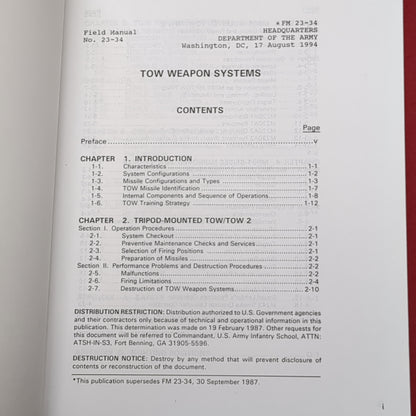 Field Manual
No. 23-34
*FM 23-34
HEADQUARTERS
DEPARTMENT OF THE ARMY
Washington, DC, 17 August 1994
TOW WEAPON SYSTEMS
CONTENTS
Page
Preface v
CHAPTER 1. INTRODUCTION
1-1. Characteristics 1-1
1-2. System Configurations 1-2
1-3. Missile Configurations and Types 1-3
1-4. TOW Missile Identification 1-7
1-5. Internal Components and Sequence of Operations 1-8
1-6. TOW Training Strategy 1-12
CHAPTER 2. TRIPOD-MOUNTED TOW/TOW 2
Section I. Operation Procedures 2-1
2-1. System Checkout 2-1
2-2. Preventive Maintenance Checks and Services 2-1
2-3. Selection of Firing Positions 2-1
2-4. Preparation of Missiles 2-2
Section II. Performance Problems and Destruction Procedures 2-2
2-5. Malfunctions 2-2
2-6. Firing Limitations 2-4
2-7. Destruction of TOW Weapon Systems 2-10
DISTRIBUTION RESTRICTION: Distribution authorized to U.S. Government agencies
and their contractors only because of technical and operational information in this
publication. This determination was made on 19 February 1987. Other requests for
this document will be referred to Commandant, U.S. Army Infantry School, ATTN:
ATSH-IN-S3, Fort Benning, GA 31905-5596.
DESTRUCTION NOTICE: Destroy by any method that will prevent disclosure of
contents or reconstruction of the document.
*This publication supersedes FM 23-34, 30 September 1987.
i